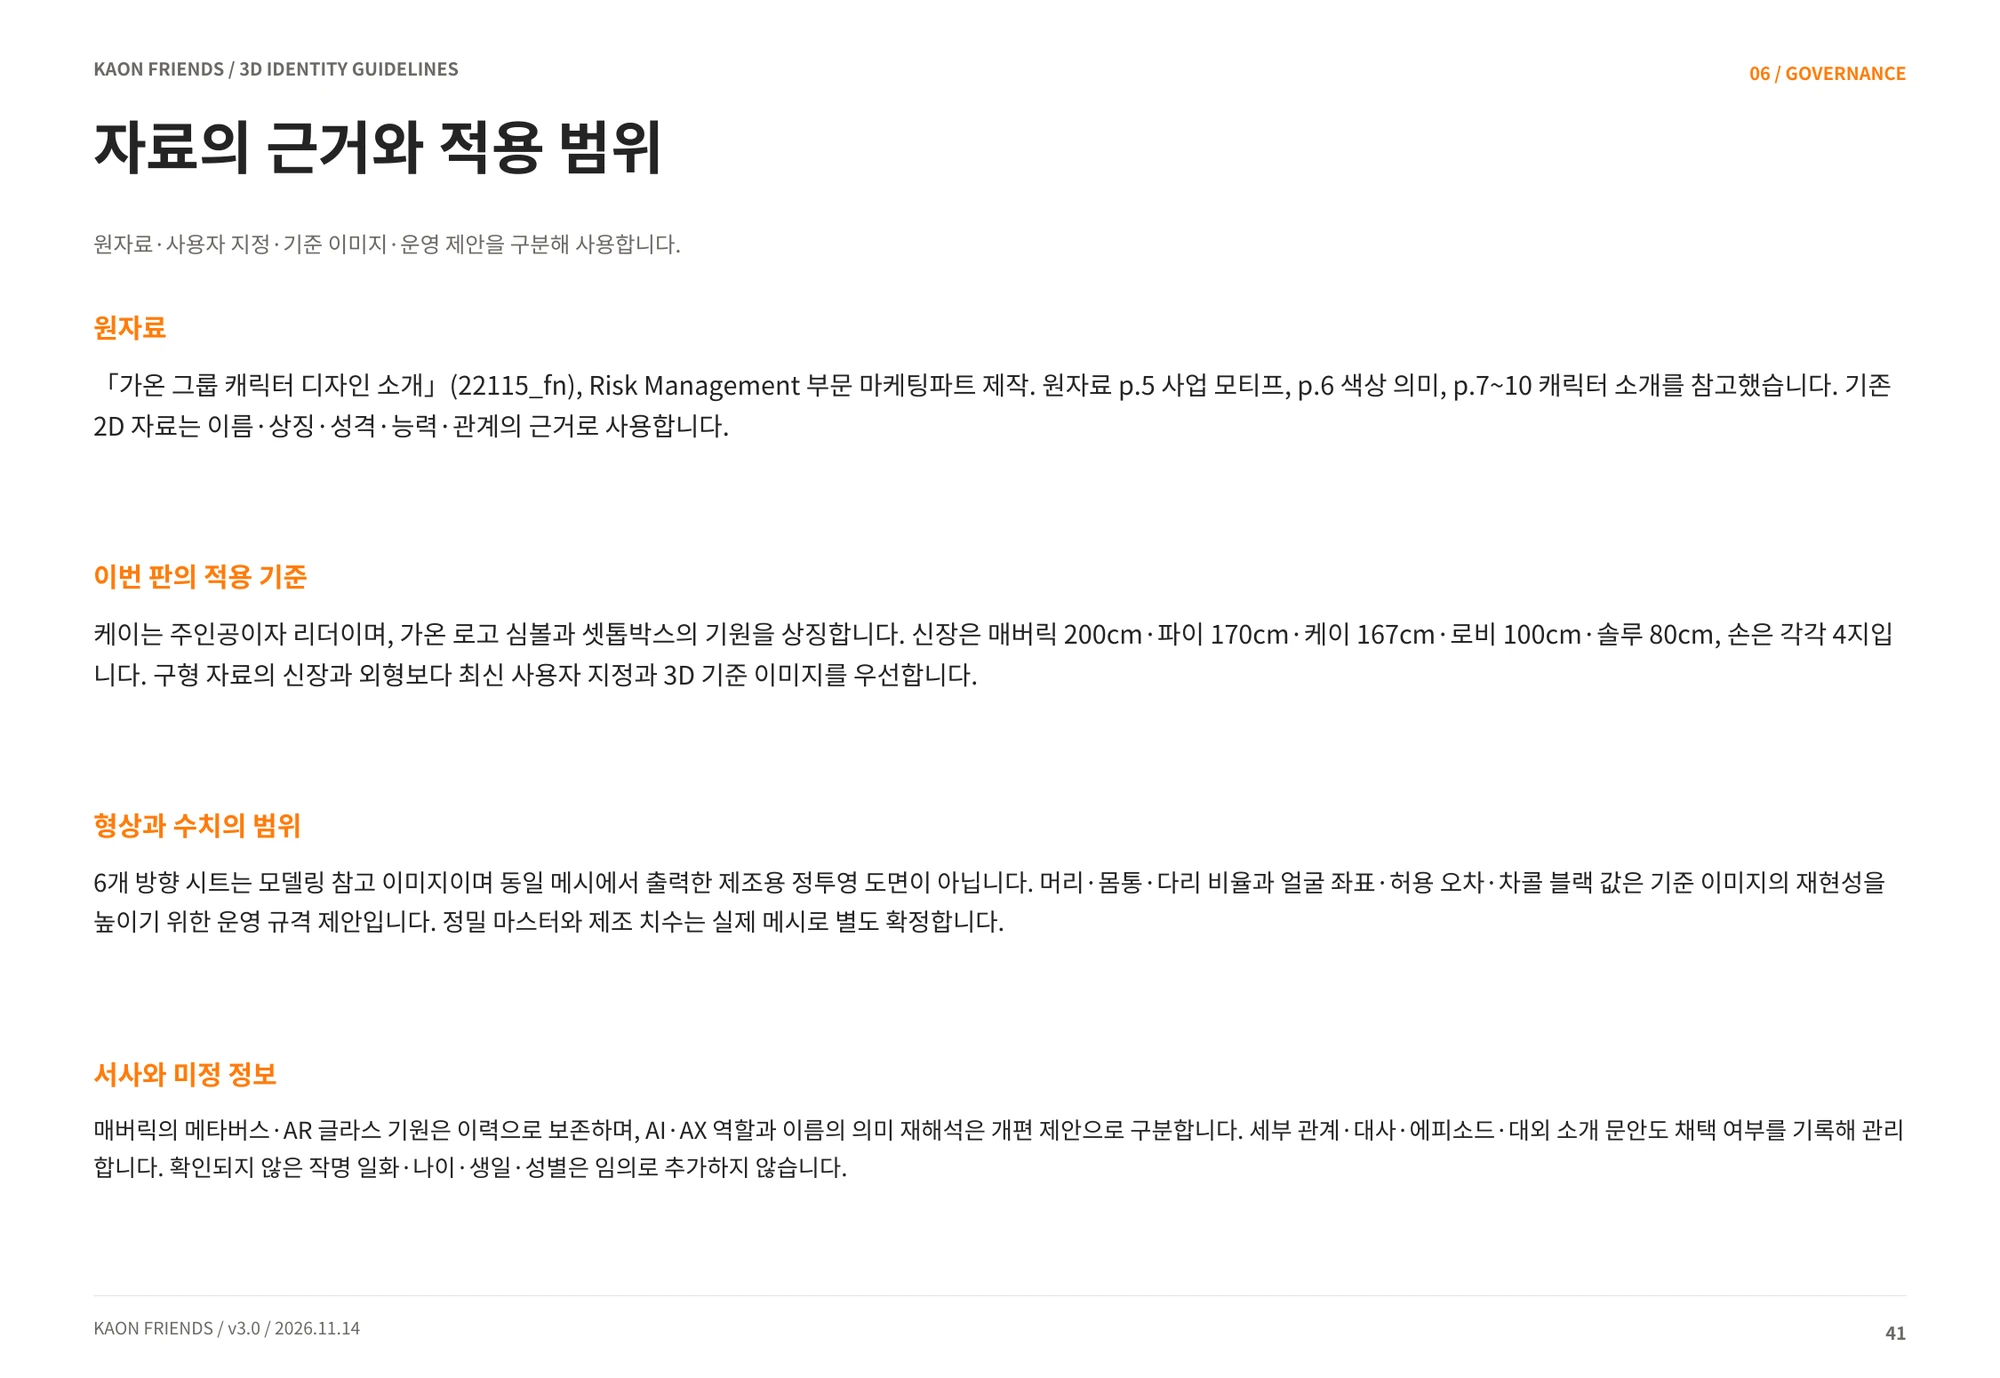 KAON FRIENDS / 3D IDENTITY GUIDELINES
06 / GOVERNANCE
자료의 근거와 적용 범위
원자료·사용자 지정·기준 이미지·운영 제안을 구분해 사용합니다.
원자료
「가온 그룹 캐릭터 디자인 소개」(22115_fn), Risk Management 부문 마케팅파트 제작. 원자료 p.5 사업 모티프, p.6 색상 의미, p.7~10 캐릭터 소개를 참고했습니다. 기존
2D 자료는 이름·상징·성격·능력·관계의 근거로 사용합니다.
이번 판의 적용 기준
케이는 주인공이자 리더이며, 가온 로고 심볼과 셋톱박스의 기원을 상징합니다. 신장은 매버릭 200cm·파이 170cm·케이 167cm·로비 100cm·솔루 80cm, 손은 각각 4지입
니다. 구형 자료의 신장과 외형보다 최신 사용자 지정과 3D 기준 이미지를 우선합니다.
형상과 수치의 범위
6개 방향 시트는 모델링 참고 이미지이며 동일 메시에서 출력한 제조용 정투영 도면이 아닙니다. 머리·몸통·다리 비율과 얼굴 좌표·허용 오차·차콜 블랙 값은 기준 이미지의 재현성을
높이기 위한 운영 규격 제안입니다. 정밀 마스터와 제조 치수는 실제 메시로 별도 확정합니다.
서사와 미정 정보
매버릭의 메타버스·AR 글라스 기원은 이력으로 보존하며, AI·AX 역할과 이름의 의미 재해석은 개편 제안으로 구분합니다. 세부 관계·대사·에피소드·대외 소개 문안도 채택 여부를 기록해 관리
합니다. 확인되지 않은 작명 일화·나이·생일·성별은 임의로 추가하지 않습니다.
KAON FRIENDS / v3.0 / 2026.11.14
41